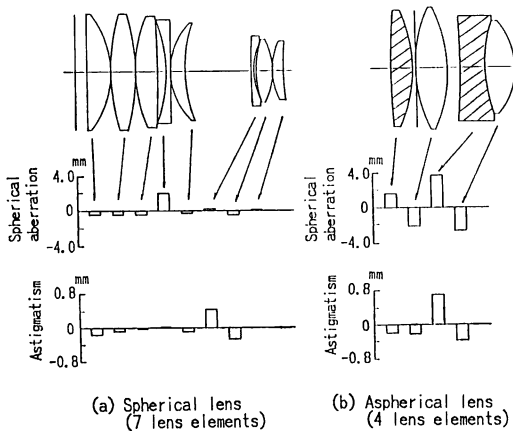 mm
4.0
0
-4.0
Spherical
aberration
mm
0.8
0
-0.8
Astigmatism
(a) Spherical lens
(7 lens elements)
mm
4.0
0
-4.0
Spherical
aberration
mm
0.8
0
-0.8
Astigmatism
(b) Aspherical lens
(4 lens elements)